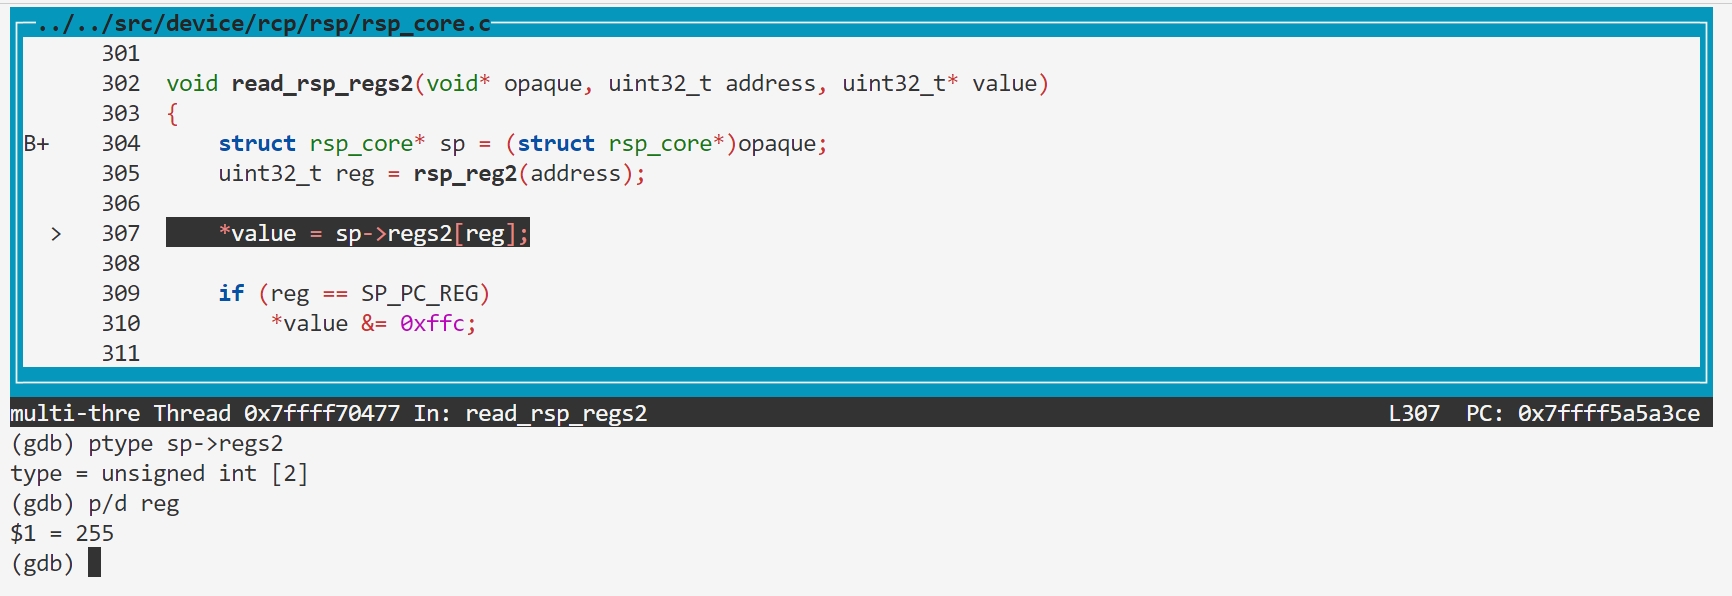 ../../src/device/rcp/rsp/rsp_core.c
301
302 void read_rsp_regs2(void* opaque, uint32_t address, uint32_t* value)
303 {
B+ 304 struct rsp_core* sp = (struct rsp_core*)opaque;
305 uint32_t reg = rsp_reg2(address);
306
> 307 *value = sp->regs2[reg];
308
309 if (reg == SP_PC_REG)
310 *value &= 0xffc;
311
multi-thre Thread 0x7ffff70477 In: read_rsp_regs2 L307 PC: 0x7ffff5a5a3ce
(gdb) ptype sp->regs2
type = unsigned int [2]
(gdb) p/d reg
$1 = 255
(gdb)